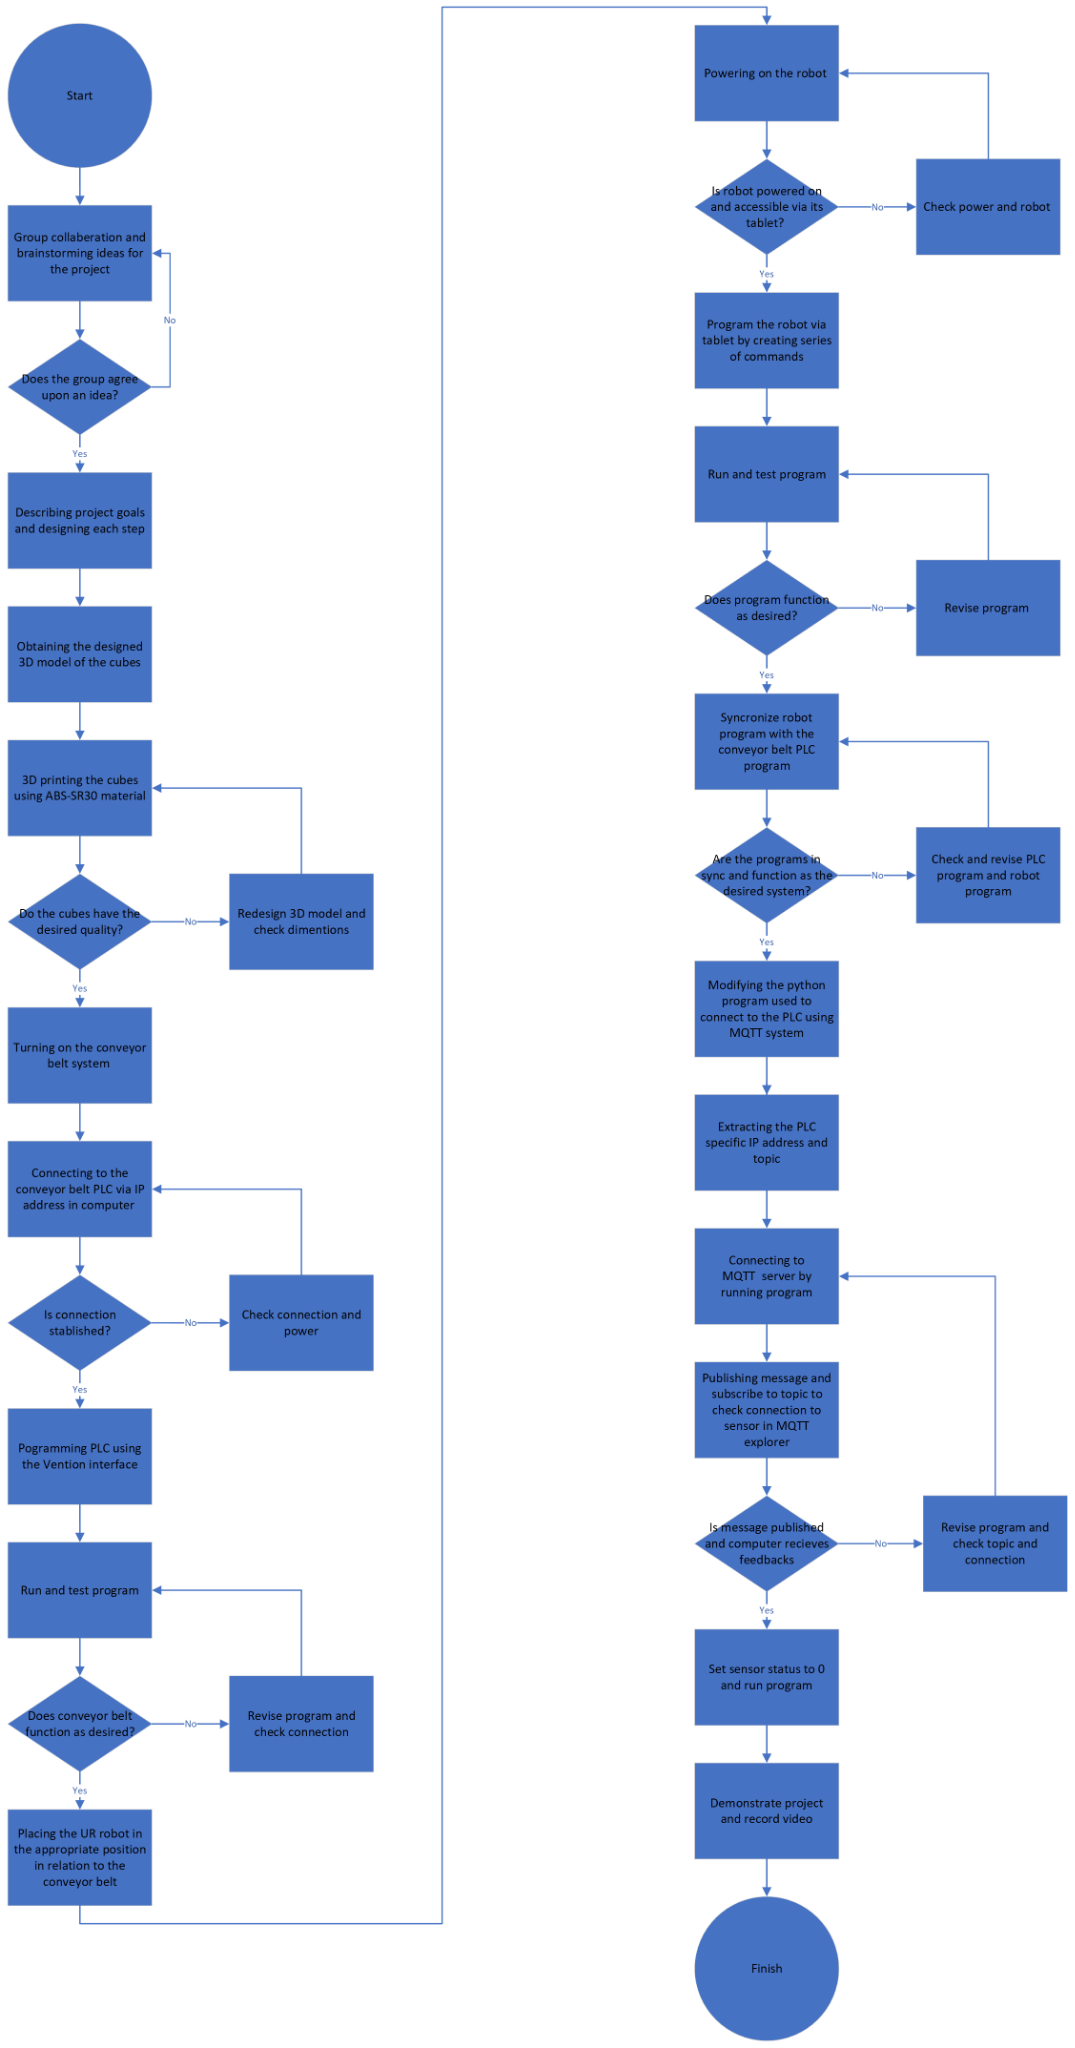 Start
Group collaberation and
brainstorming ideas for
the project
No
Does the group agree
upon an idea?
Yes
Describing project goals
and designing each step
Obtaining the designed
3D model of the cubes
3D printing the cubes
using ABS-SR30 material
Do the cubes have the
desired quality?
No
Redesign 3D model and
check dimentions
Yes
Turning on the conveyor
belt system
Connecting to the
conveyor belt PLC via IP
address in computer
Is connection
stablished?
No
Check connection and
power
Yes
Pogramming PLC using
the Vention interface
Run and test program
Does conveyor belt
function as desired?
No
Revise program and
check connection
Yes
Placing the UR robot in
the appropriate position
in relation to the
conveyor belt
Powering on the robot
Is robot powered on
and accessible via its
tablet?
No
Check power and robot
Yes
Program the robot via
tablet by creating series
of commands
Run and test program
Does program function
as desired?
No
Revise program
Yes
Syncronize robot
program with the
conveyor belt PLC
program
Are the programs in
sync and function as the
desired system?
No
Check and revise PLC
program and robot
program
Yes
Modifying the python
program used to
connect to the PLC using
MQTT system
Extracting the PLC
specific IP address and
topic
Connecting to
MQTT  server by
running program
Publishing message and
subscribe to topic to
check connection to
sensor in MQTT
explorer
Is message published
and computer recieves
feedbacks
No
Revise program and
check topic and
connection
Yes
Set sensor status to 0
and run program
Demonstrate project
and record video
Finish